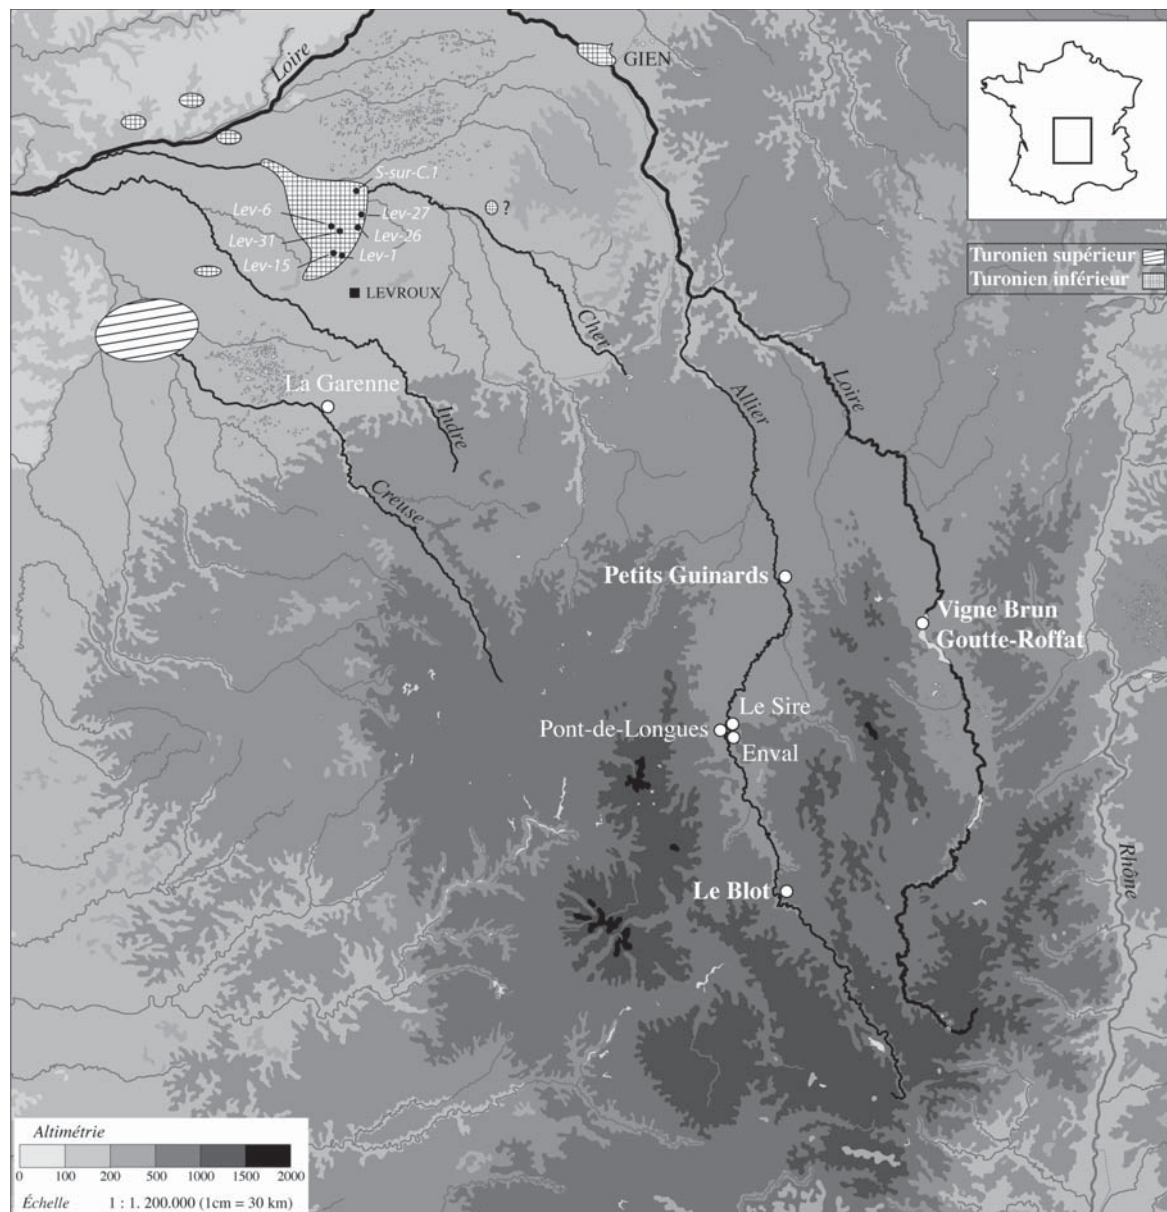 Loire
GIEN
S-sur-C.1
Lev-6
Lev-27
?
Lev-31
Lev-26
Lev-15
Lev-1
LEVROUX
Turonien supérieur
Turonien inférieur
Cher
La Garenne
Indre
Creuse
Allier
Loire
Petits Guinards
Vigne Brun
Goutte-Roffat
Le Sire
Pont-de-Longues
Enval
Le Blot
Rhône
Altimétrie
0 100 200 500 1000 1500 2000
Échelle 1 : 1. 200.000 (1cm = 30 km)